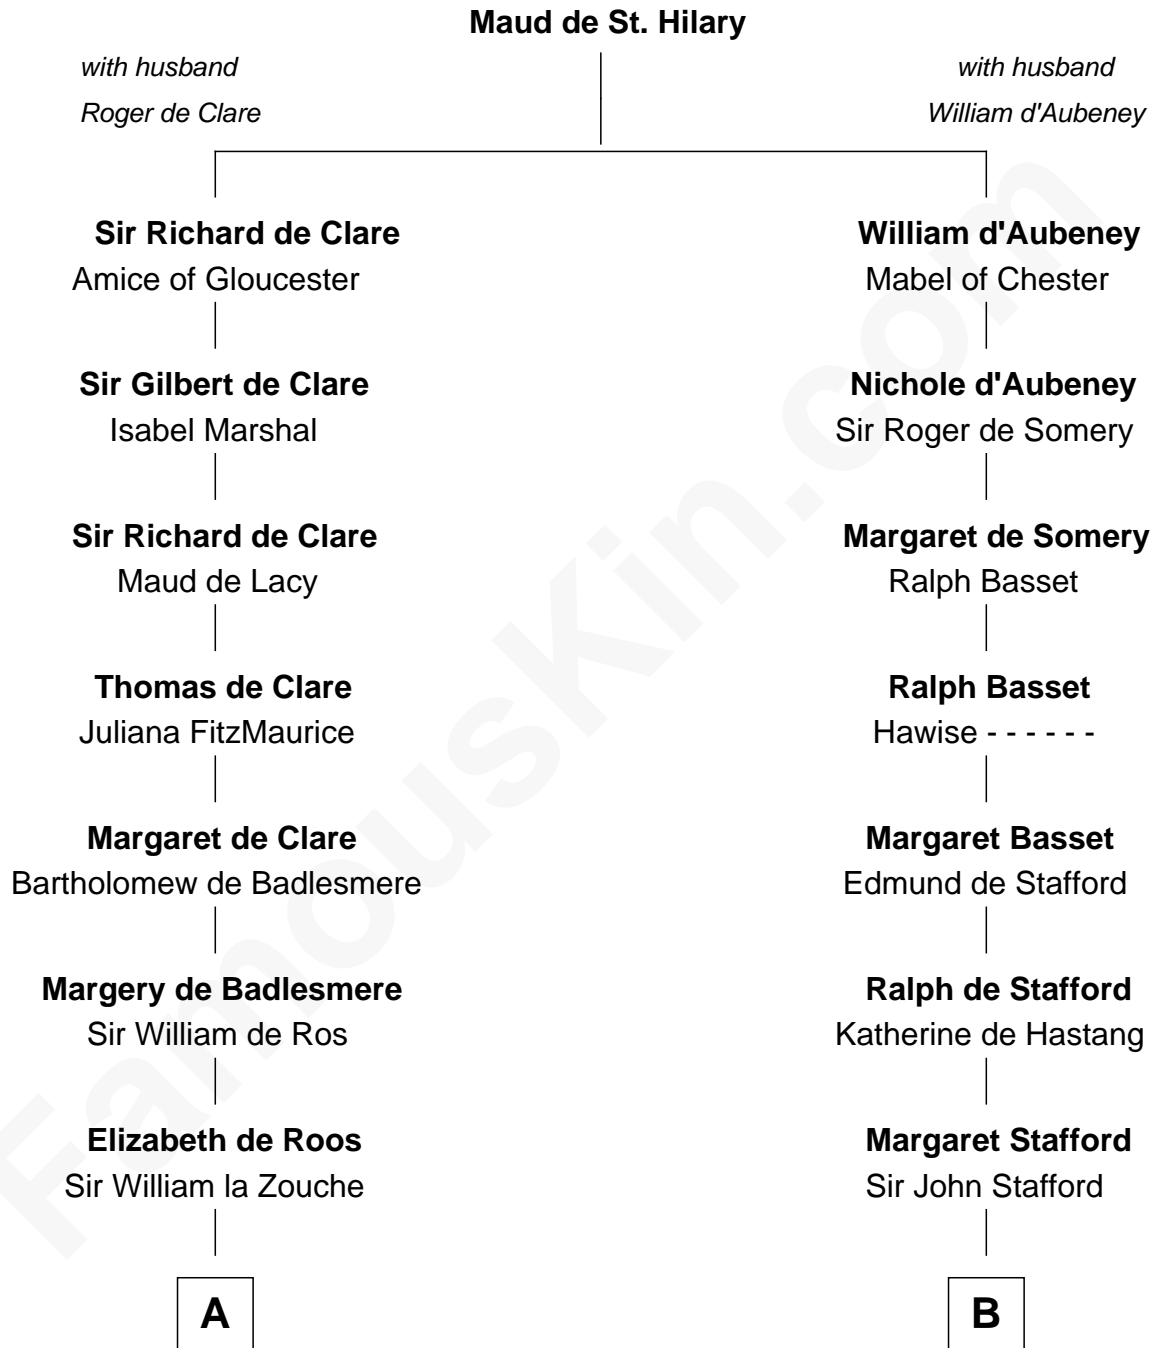 Maud de St. Hilary
with husband
Roger de Clare
with husband
William d'Aubeney
Sir Richard de Clare
Amice of Gloucester
Sir Gilbert de Clare
Isabel Marshal
Sir Richard de Clare
Maud de Lacy
Thomas de Clare
Juliana FitzMaurice
Margaret de Clare
Bartholomew de Badlesmere
Margery de Badlesmere
Sir William de Ros
Elizabeth de Roos
Sir William la Zouche
A
William d'Aubeney
Mabel of Chester
Nichole d'Aubeney
Sir Roger de Somery
Margaret de Somery
Ralph Basset
Ralph Basset
Hawise - - - - - -
Margaret Basset
Edmund de Stafford
Ralph de Stafford
Katherine de Hastang
Margaret Stafford
Sir John Stafford
B
FamousKin.com